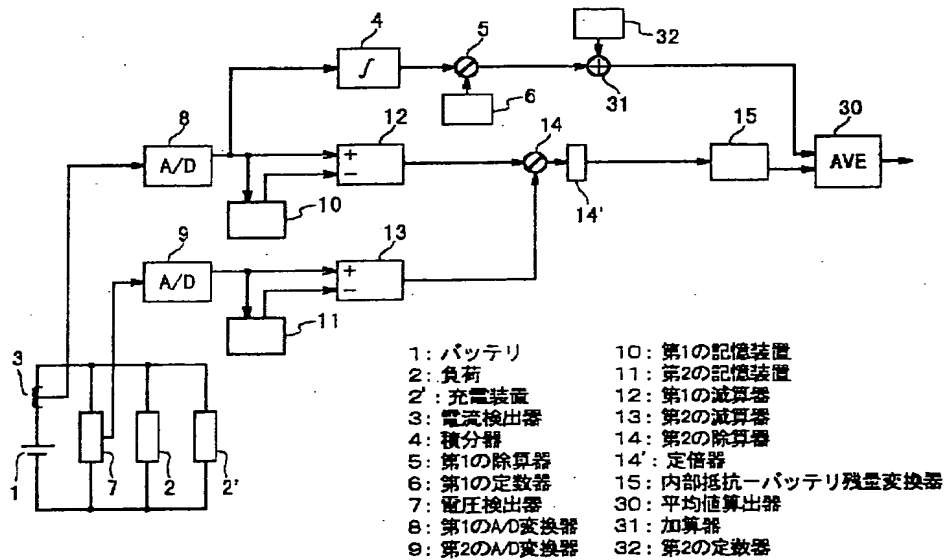 4
5
32
∫
6
31
8
12
14
15
30
A/D
+
−
AVE
10
14'
9
13
A/D
+
−
11
3
1
7
2
2'
1: バッテリ
2: 負荷
2': 充電装置
3: 電流検出器
4: 積分器
5: 第1の除算器
6: 第1の定数器
7: 電圧検出器
8: 第1のA/D変換器
9: 第2のA/D変換器
10: 第1の記憶装置
11: 第2の記憶装置
12: 第1の減算器
13: 第2の減算器
14: 第2の除算器
14': 定倍器
15: 内部抵抗ーバッテリ残量変換器
30: 平均値算出器
31: 加算器
32: 第2の定数器